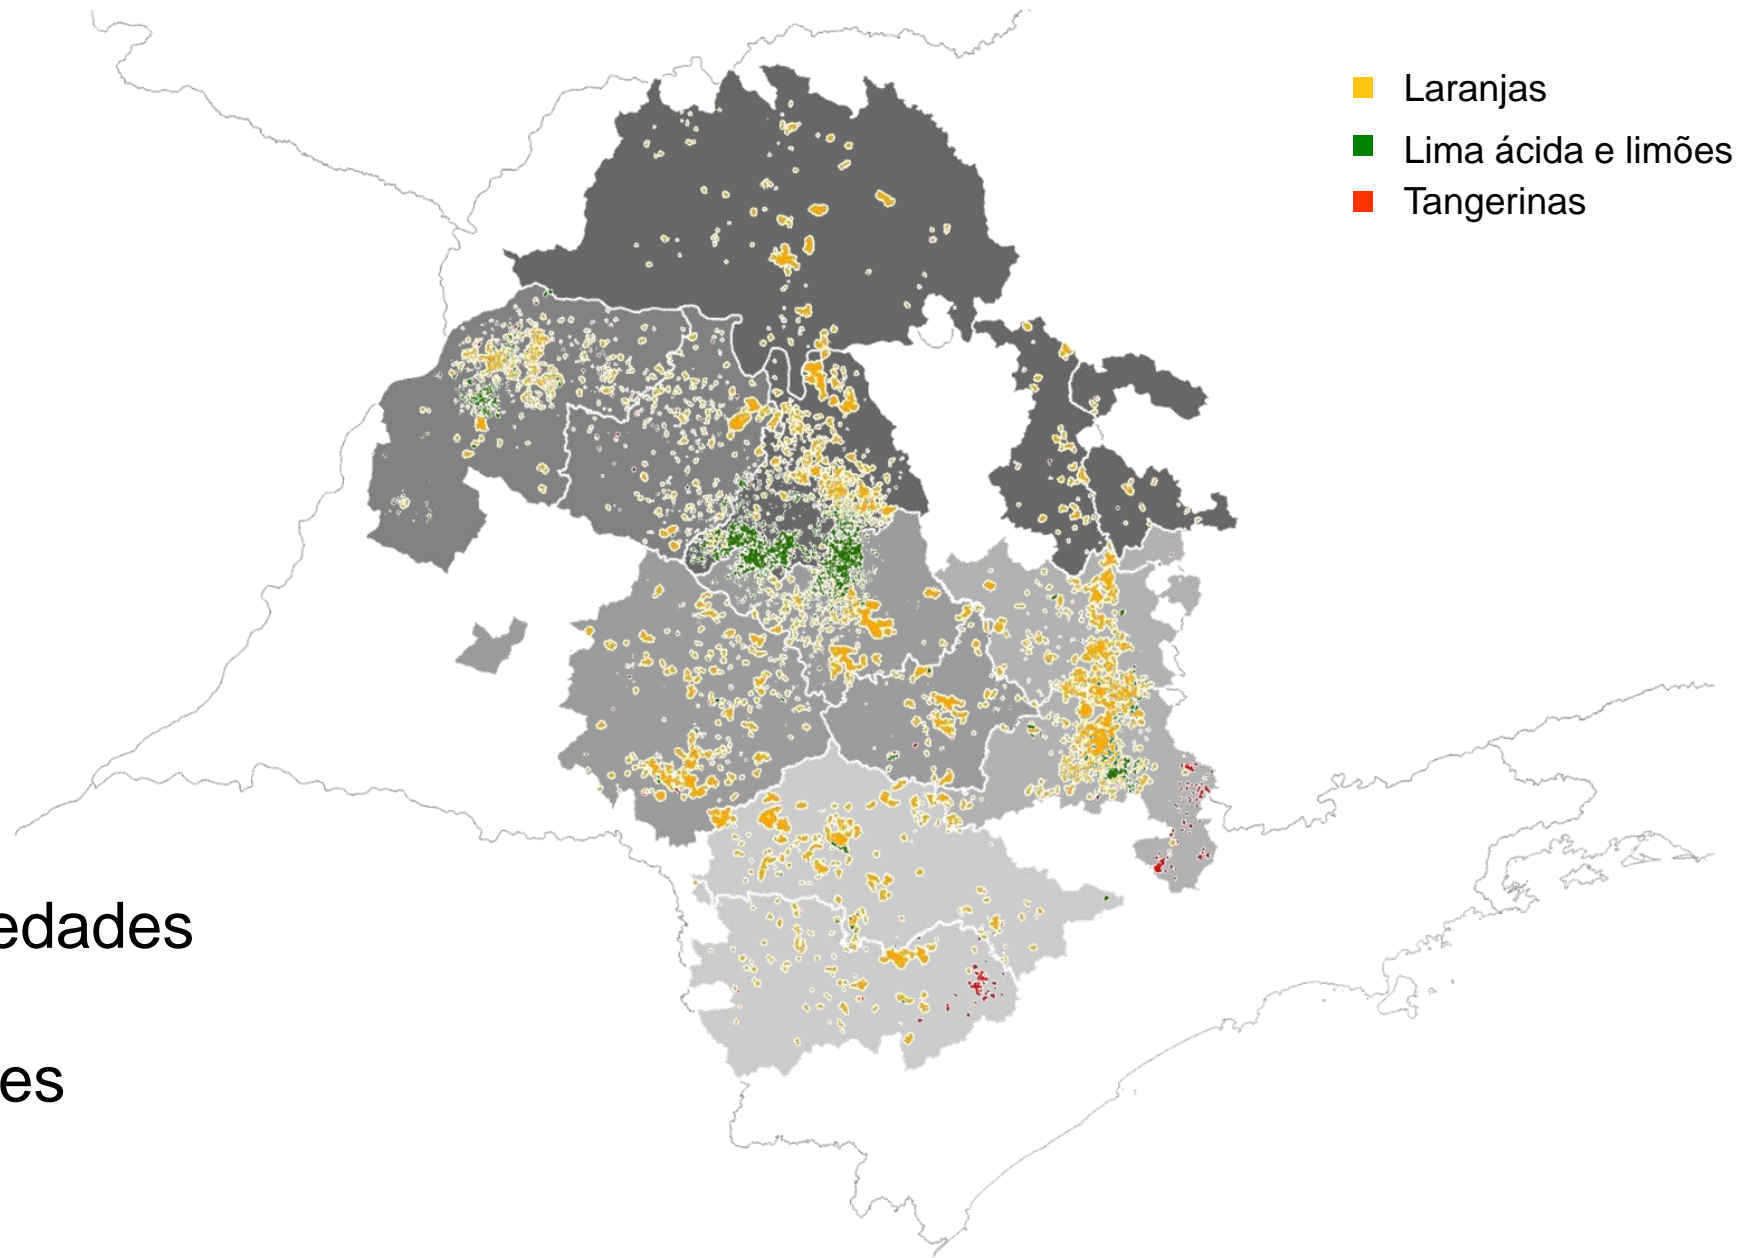 Laranjas
Lima ácida e limões
Tangerinas
edades
es